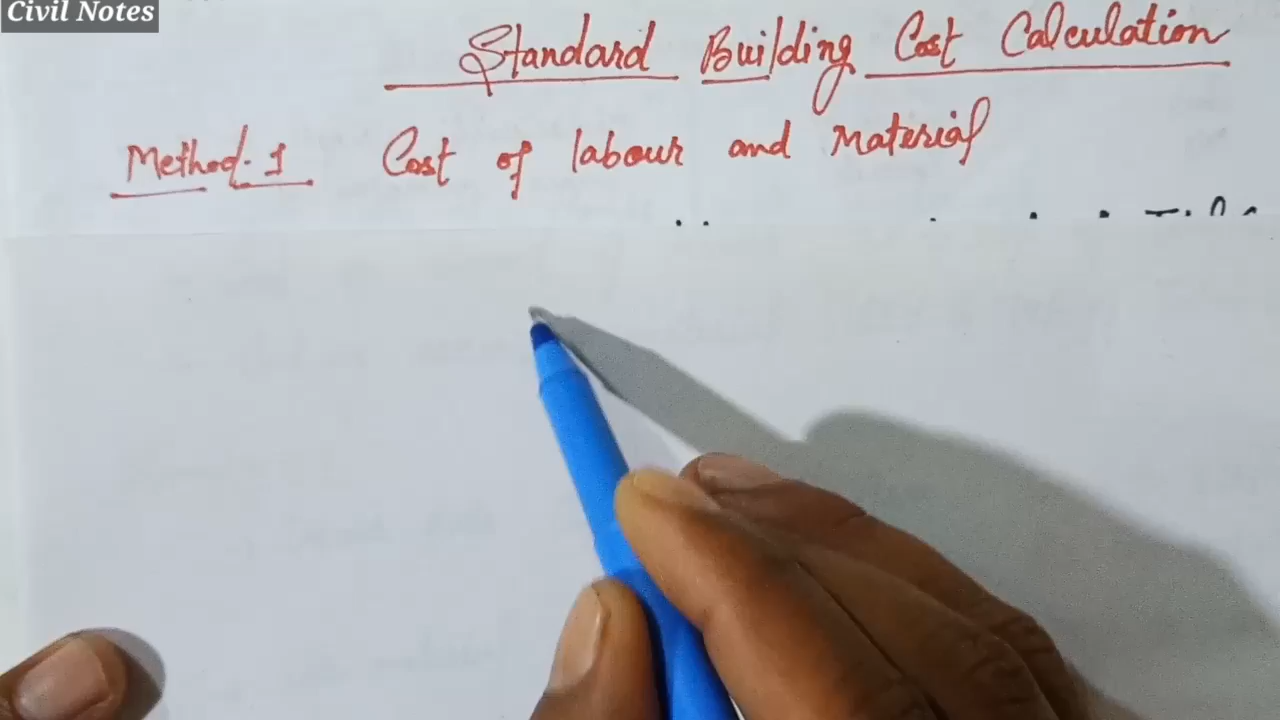 Civil Notes
Standard Building Cost Calculation
Method-1 Cost of labour and Material